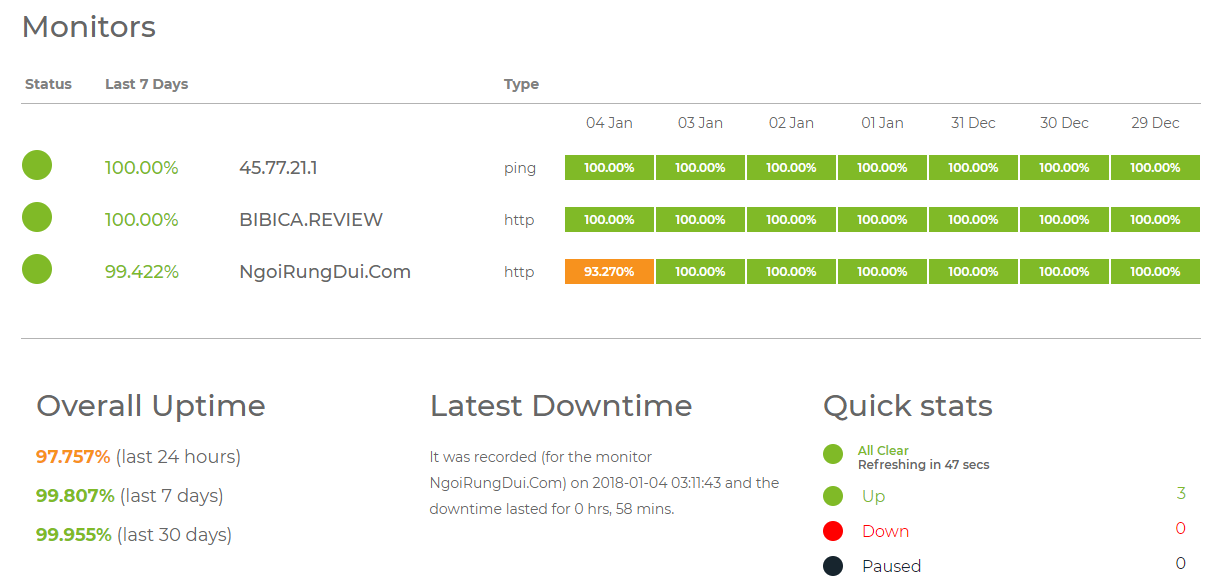 Monitors
Status Last 7 Days Type
04 Jan 03 Jan 02 Jan 01 Jan 31 Dec 30 Dec 29 Dec
100.00% 45.77.21.1 ping 100.00% 100.00% 100.00% 100.00% 100.00% 100.00% 100.00%
100.00% BIBICA.REVIEW http 100.00% 100.00% 100.00% 100.00% 100.00% 100.00% 100.00%
99.422% NgoiRungDui.Com http 93.270% 100.00% 100.00% 100.00% 100.00% 100.00% 100.00%
Overall Uptime
97.757% (last 24 hours)
99.807% (last 7 days)
99.955% (last 30 days)
Latest Downtime
It was recorded (for the monitor
NgoiRungDui.Com) on 2018-01-04 03:11:43 and the
downtime lasted for 0 hrs, 58 mins.
Quick stats
All Clear
Refreshing in 47 secs
Up 3
Down 0
Paused 0